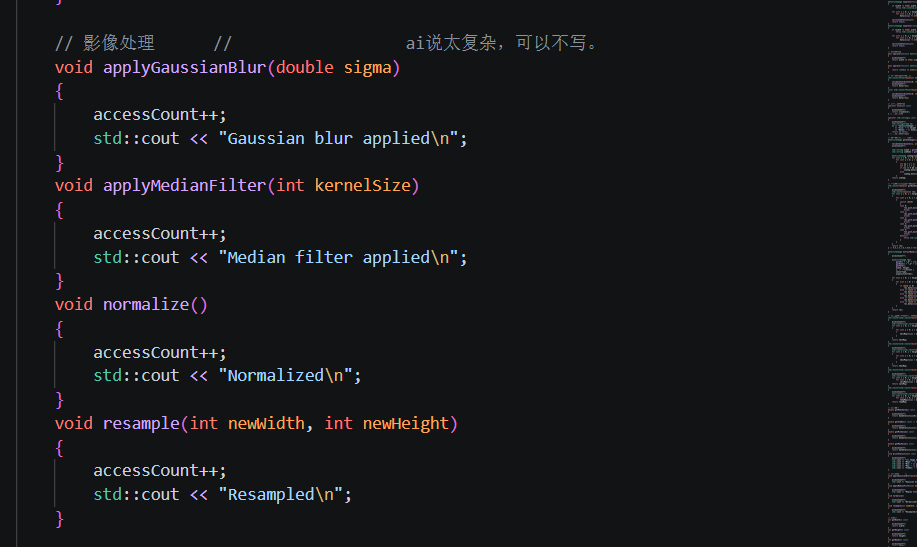 }
// 影像处理 // ai说太复杂，可以不写。
void applyGaussianBlur(double sigma)
{
accessCount++;
std::cout << "Gaussian blur applied\n";
}
void applyMedianFilter(int kernelSize)
{
accessCount++;
std::cout << "Median filter applied\n";
}
void normalize()
{
accessCount++;
std::cout << "Normalized\n";
}
void resample(int newWidth, int newHeight)
{
accessCount++;
std::cout << "Resampled\n";
}